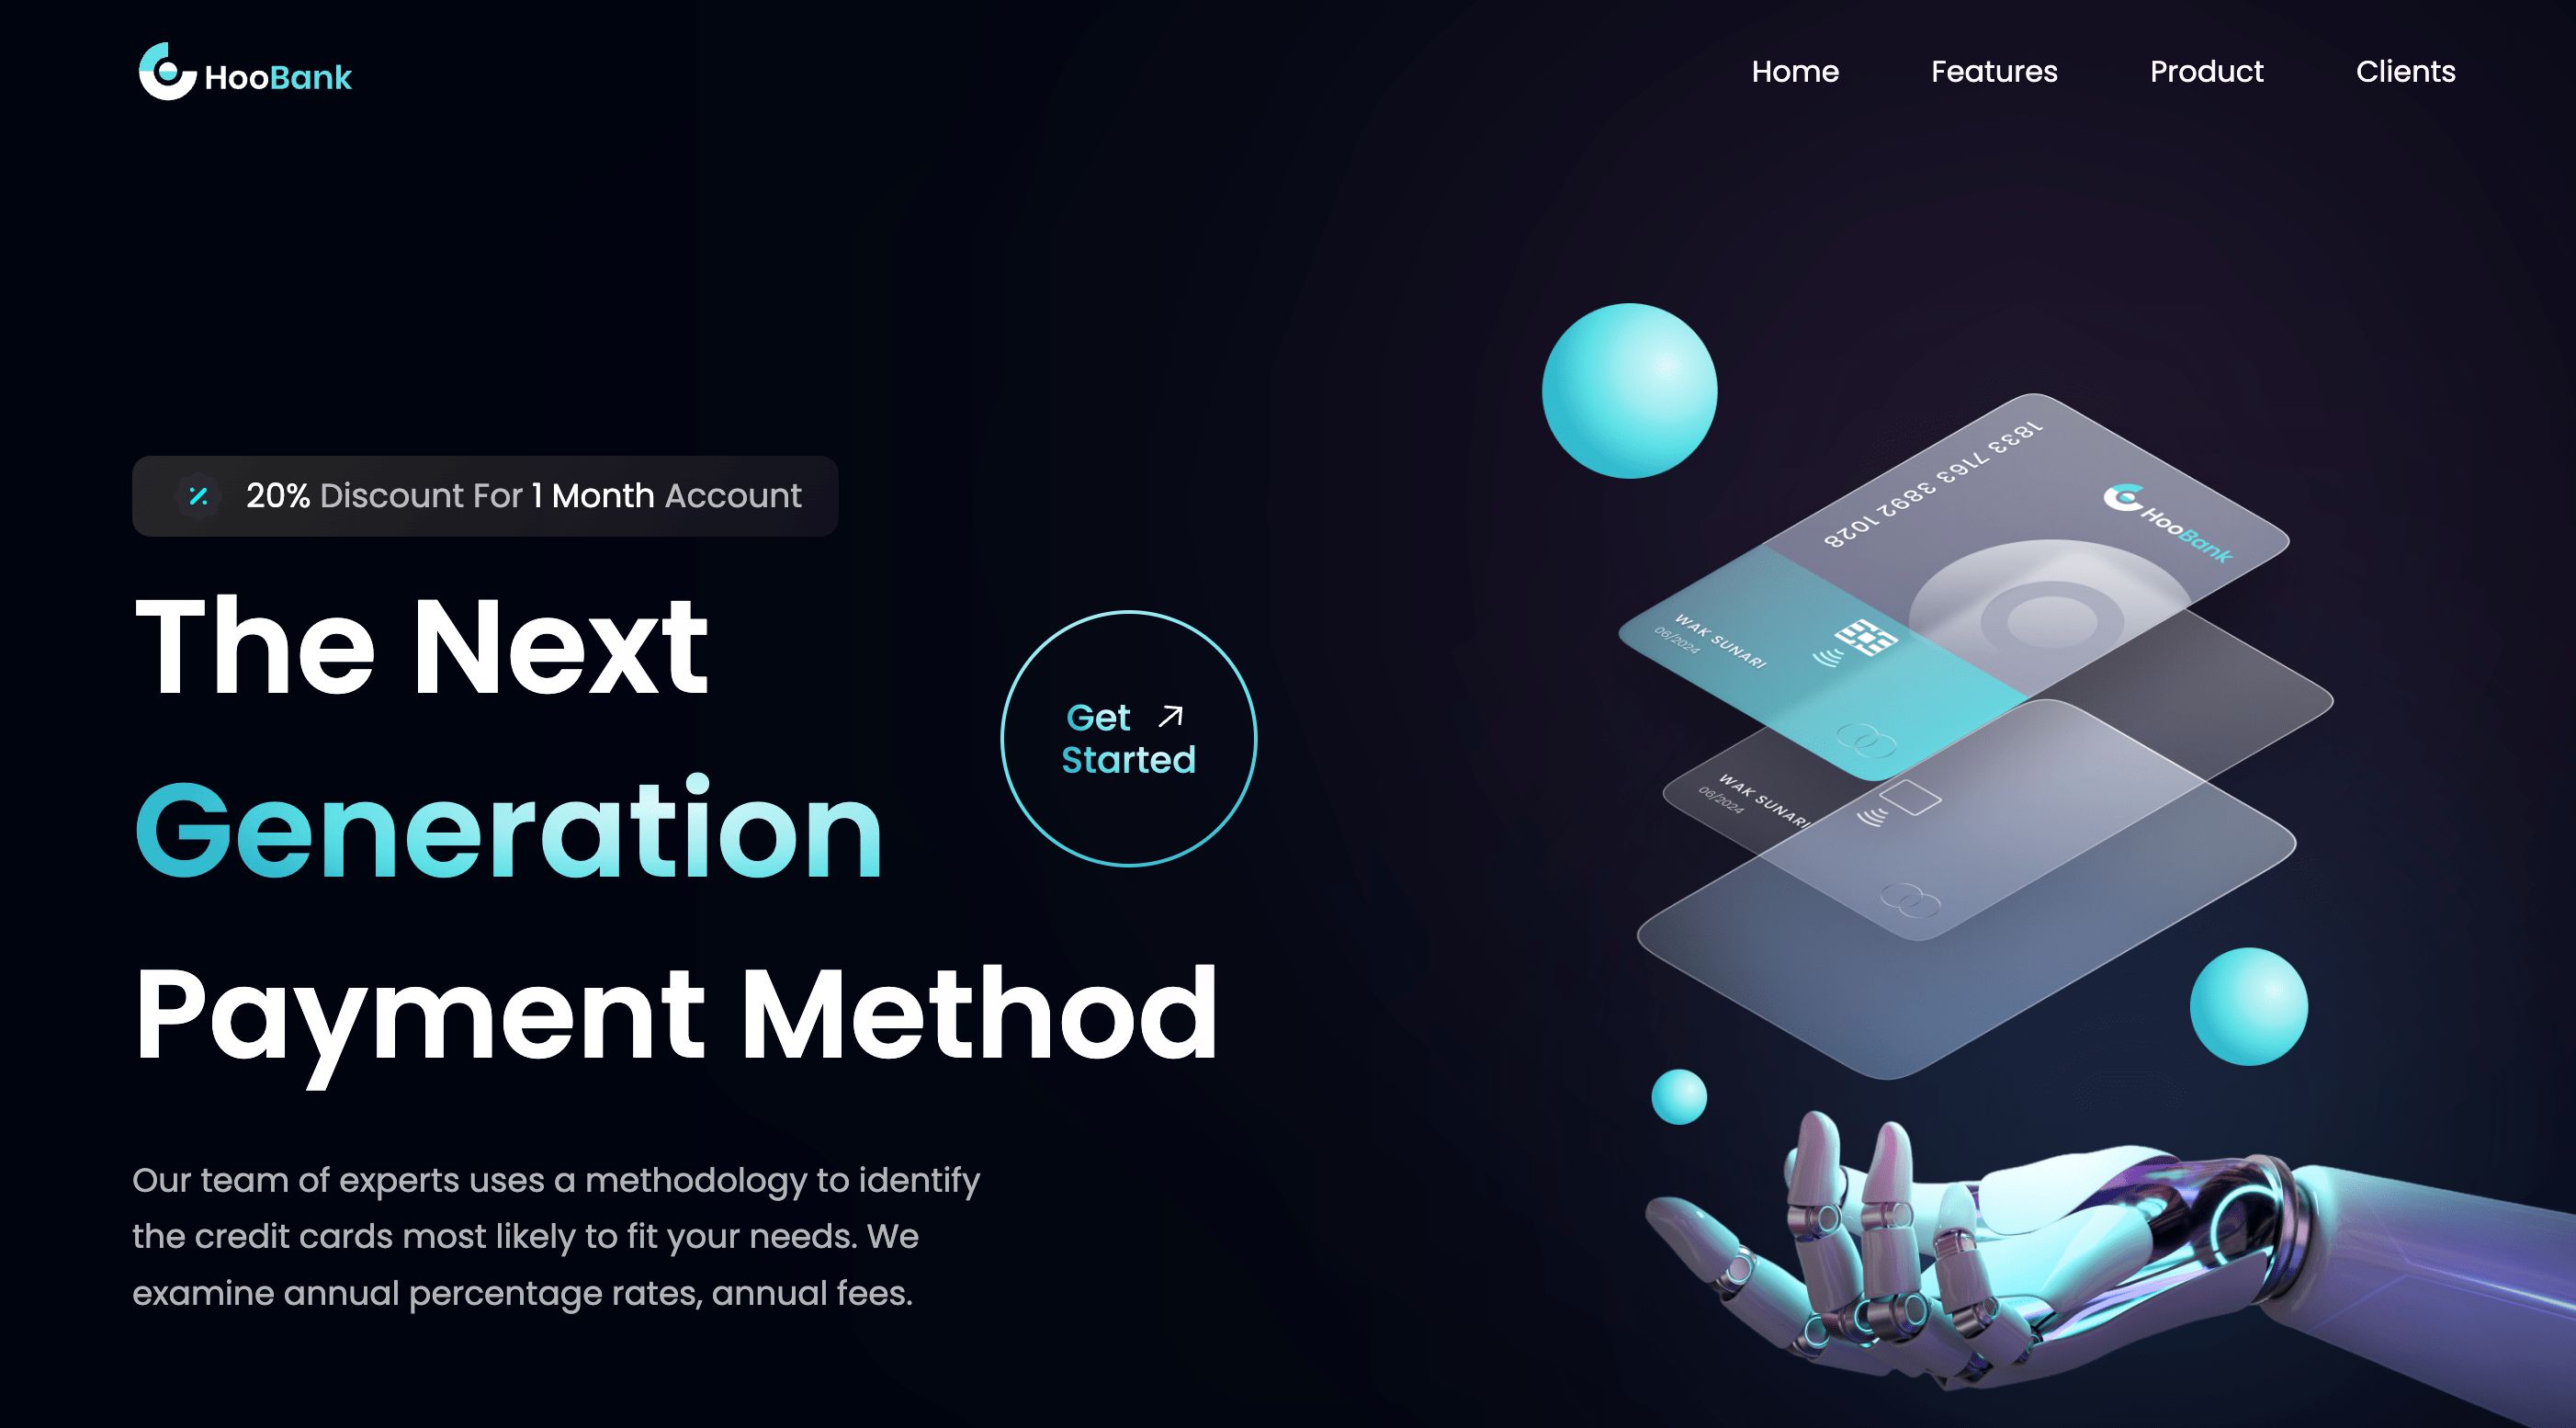 HooBank
Home Features Product Clients
20% Discount For 1 Month Account
The Next
Generation
Payment Method
Get
Started
Our team of experts uses a methodology to identify
the credit cards most likely to fit your needs. We
examine annual percentage rates, annual fees.
1833 7163 3892 1028
HooBank
WAK SUNARI
06/2024
WAK SUNARI
06/2024